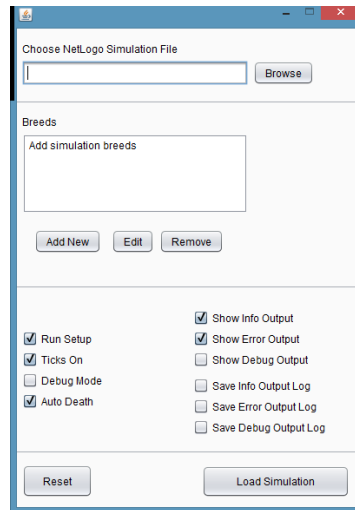 Choose NetLogo Simulation File
Browse
Breeds
Add simulation breeds
Add New Edit Remove
Show Info Output
Run Setup Show Error Output
Ticks On Show Debug Output
Debug Mode Save Info Output Log
Auto Death Save Error Output Log
Save Debug Output Log
Reset Load Simulation